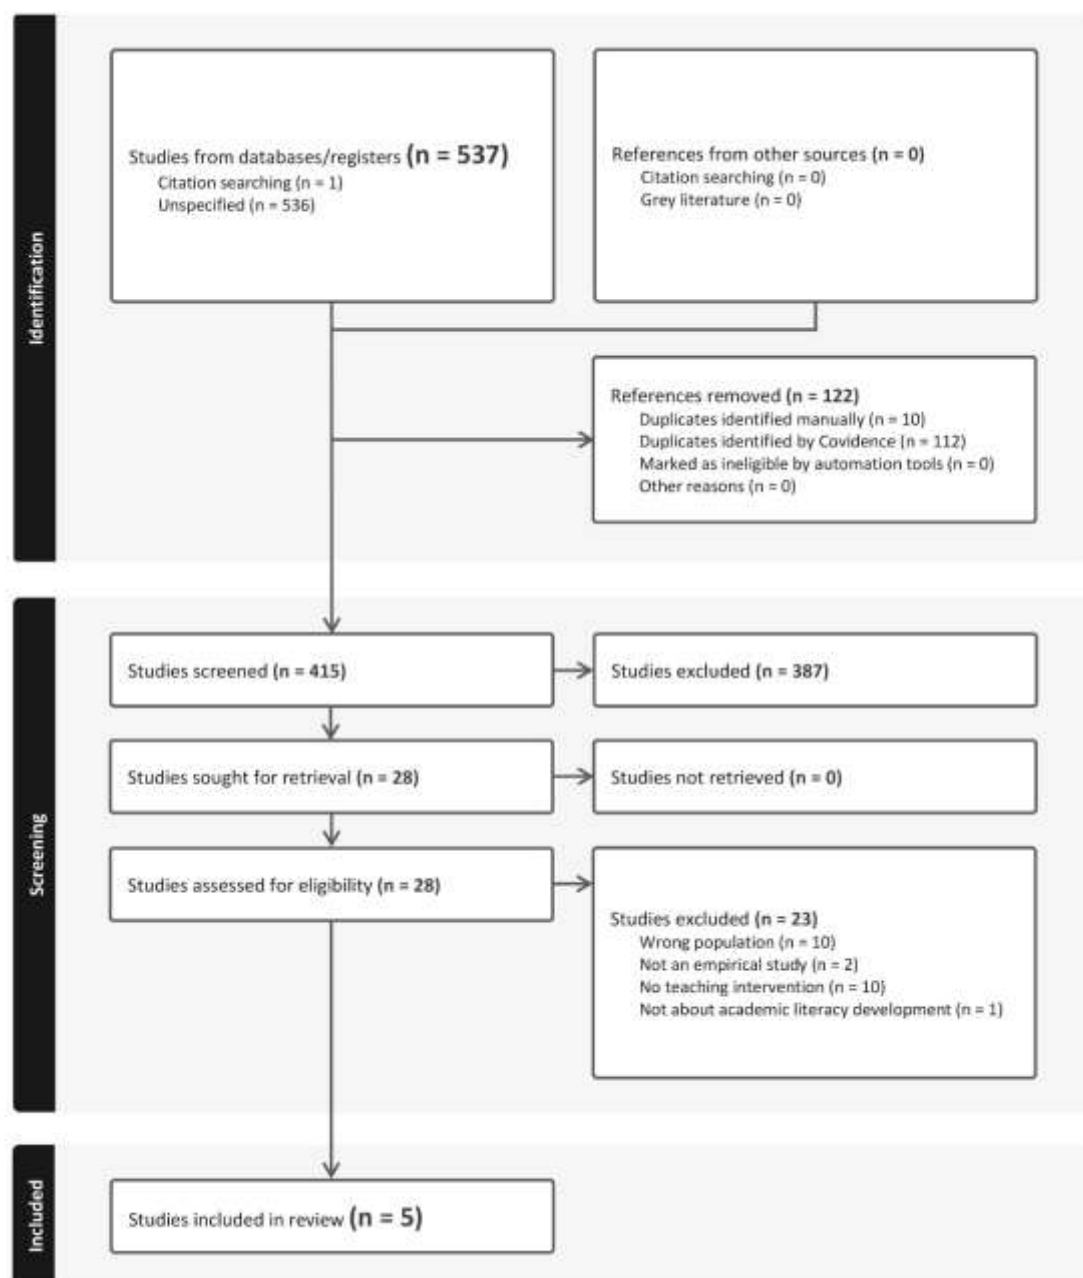 Identification
Studies from databases/registers (n = 537)
Citation searching (n = 1)
Unspecified (n = 536)
References from other sources (n = 0)
Citation searching (n = 0)
Grey literature (n = 0)
References removed (n = 122)
Duplicates identified manually (n = 10)
Duplicates identified by Covidence (n = 112)
Marked as ineligible by automation tools (n = 0)
Other reasons (n = 0)
Screening
Studies screened (n = 415)
Studies excluded (n = 387)
Studies sought for retrieval (n = 28)
Studies not retrieved (n = 0)
Studies assessed for eligibility (n = 28)
Studies excluded (n = 23)
Wrong population (n = 10)
Not an empirical study (n = 2)
No teaching intervention (n = 10)
Not about academic literacy development (n = 1)
Included
Studies included in review (n = 5)